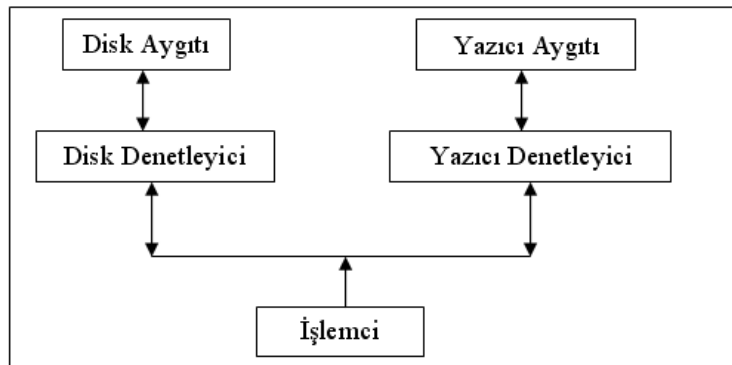 Disk Aygıtı
Yazıcı Aygıtı
Disk Denetleyici
Yazıcı Denetleyici
İşlemci